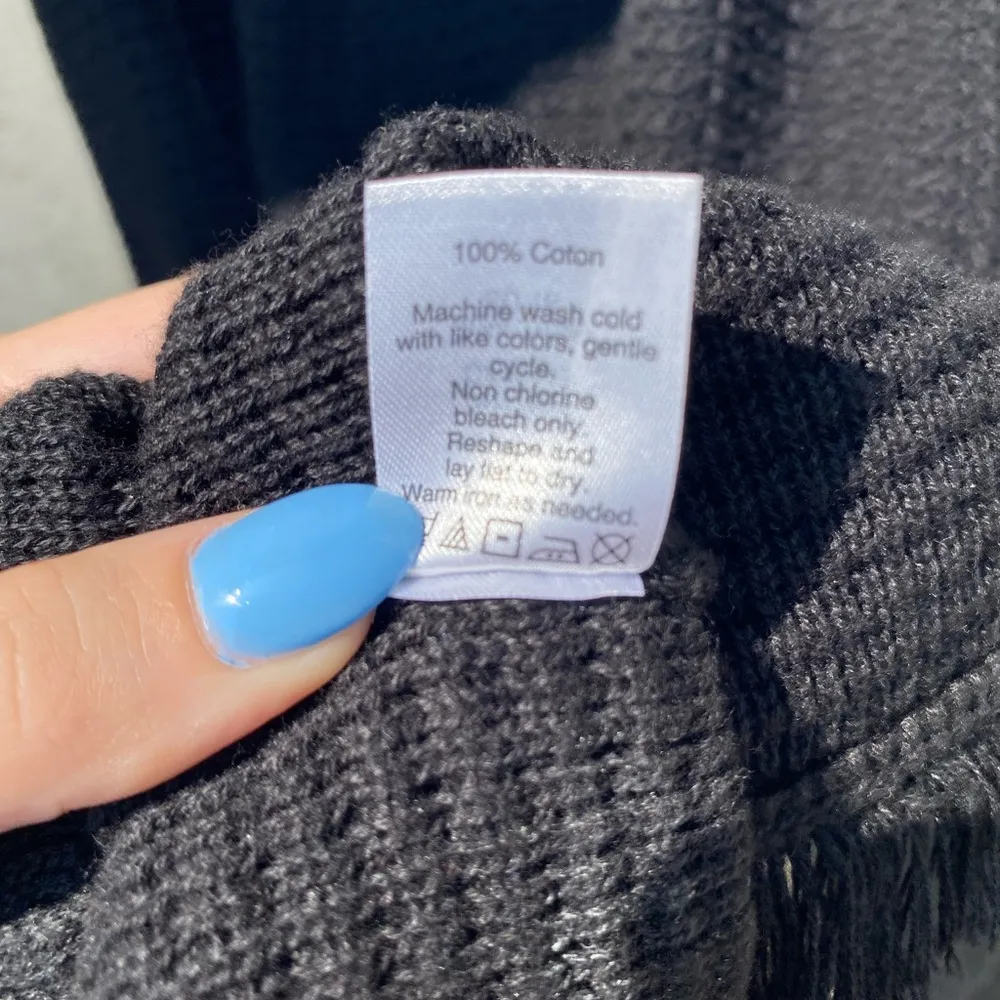 100% Coton
Machine wash cold
with like colors, gentle
cycle.
Non chlorine
bleach only.
Reshape and
lay flat to dry.
Warm iron as needed.